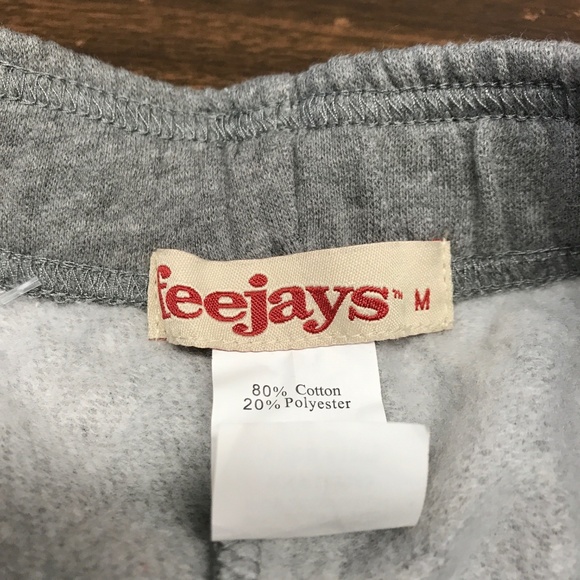 feejays™ M
80% Cotton
20% Polyester